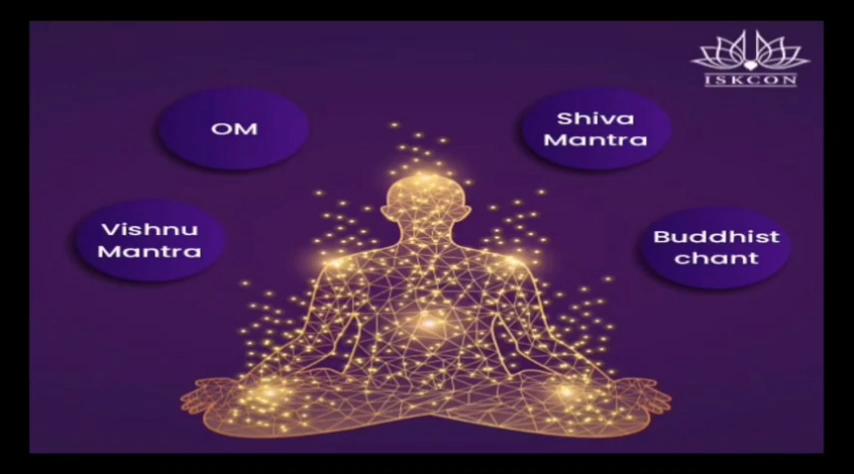 ISKCON
OM
Shiva
Mantra
Vishnu
Mantra
Buddhist
chant